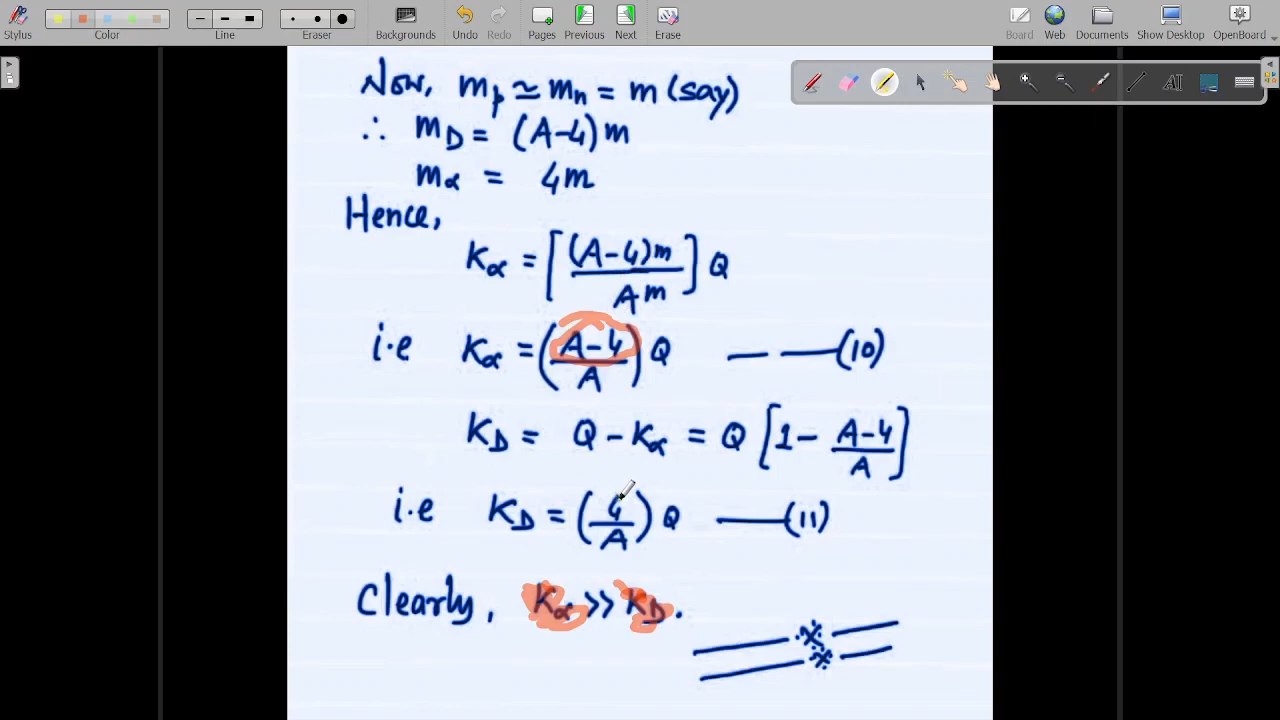 Stylus Color Line Eraser Backgrounds Undo Redo Pages Previous Next Erase Board Web Documents Show Desktop OpenBoard
Now, mp ≃ mn = m (say)
∴ mD = (A-4)m
mα = 4m
Hence,
Kα = [(A-4)m / Am] Q
i.e Kα = (A-4 / A) Q — —(10)
KD = Q - Kα = Q [1 - A-4 / A]
i.e KD = (4 / A) Q —(11)
Clearly, Kα >> KD.